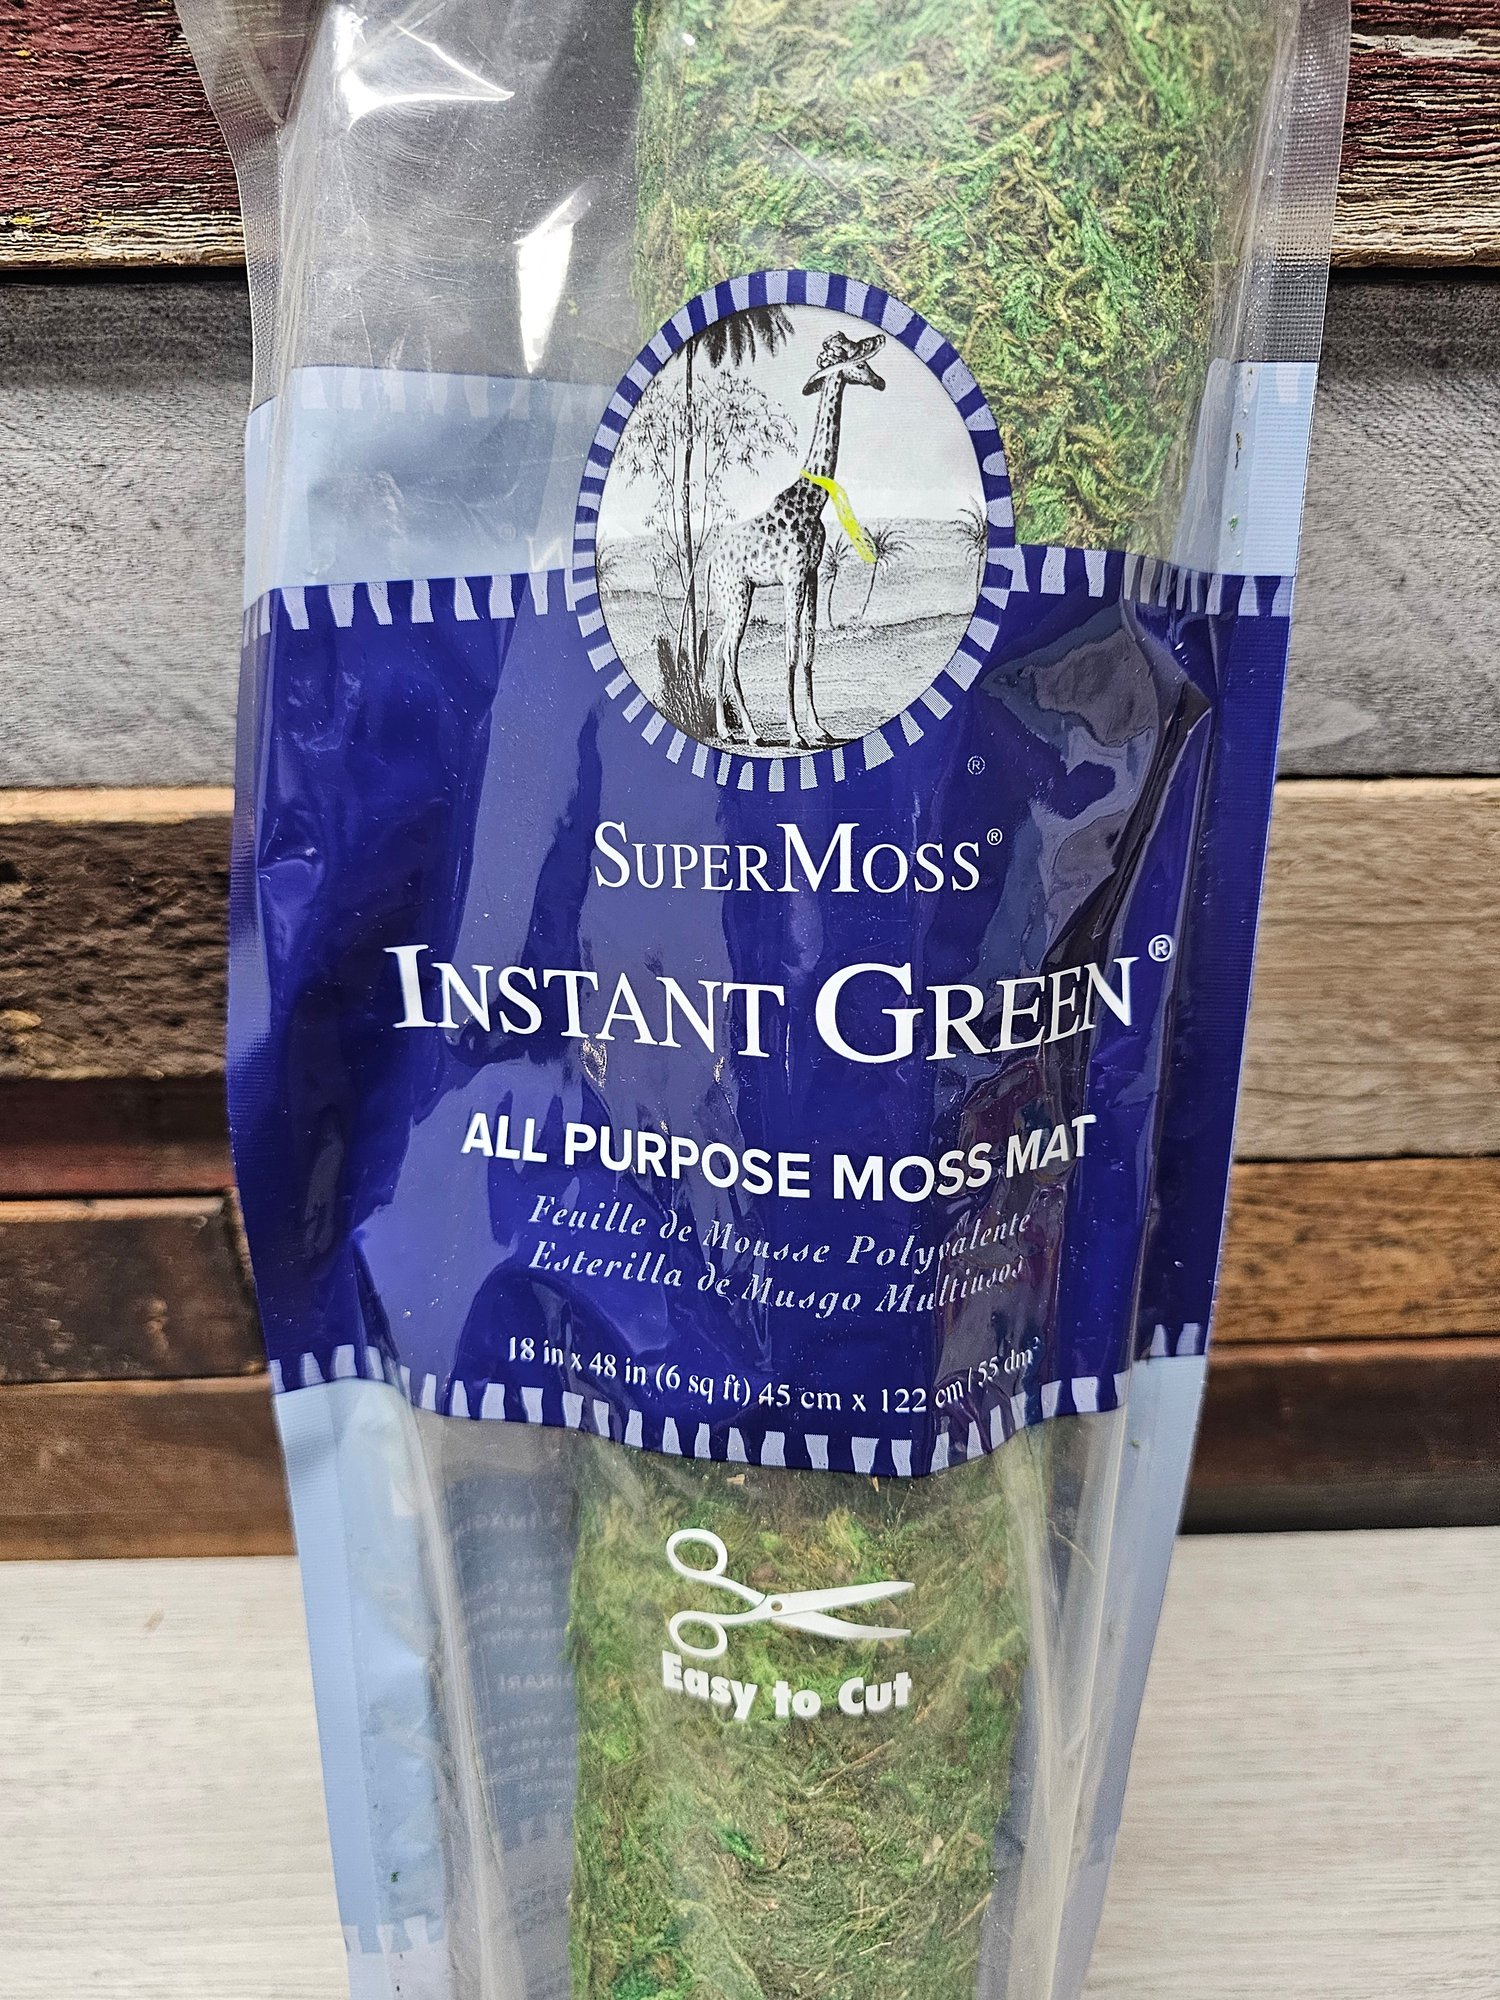 ®
SUPERMOSS®
INSTANT GREEN®
ALL PURPOSE MOSS MAT
Feuille de Mousse Polyvalente
Esterilla de Musgo Multiusos
18 in x 48 in (6 sq ft) 45 cm x 122 cm / 55 dm²
Easy to Cut